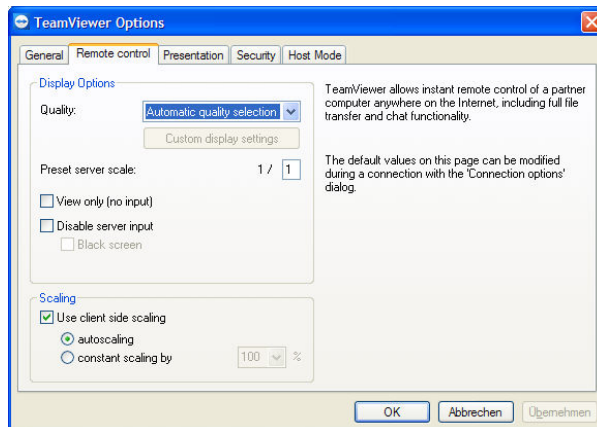 TeamViewer Options
General Remote control Presentation Security Host Mode
Display Options
Quality: Automatic quality selection
Custom display settings
Preset server scale: 1 / 1
View only (no input)
Disable server input
Black screen
TeamViewer allows instant remote control of a partner
computer anywhere on the Internet, including full file
transfer and chat functionality.
The default values on this page can be modified
during a connection with the 'Connection options'
dialog.
Scaling
Use client side scaling
autoscaling
constant scaling by 100 %
OK Abbrechen Übernehmen